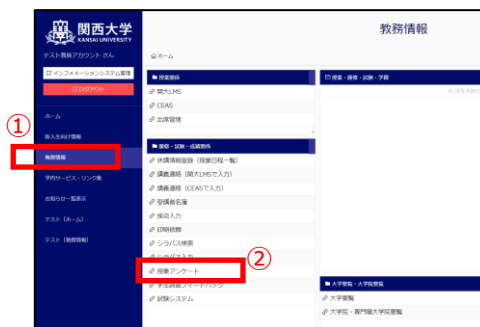 関西大学
KANSAI UNIVERSITY
教務情報
テスト教員アカウント さん
インフォメーションシステム管理
ログアウト
ホーム
①
ホーム
新入生向け情報
教務情報
学内サービス・リンク集
お知らせ一覧表示
テスト（ホーム）
テスト（教務情報）
授業関係
関大LMS
CEAS
出席管理
履修・試験・成績関係
休講情報登録（授業日程一覧）
講義連絡（関大LMSで入力）
講義連絡（CEASで入力）
受講者名簿
採点入力
印刷依頼
シラバス検索
シラバス入力
②
授業アンケート
学生調査フィードバック
試験システム
授業・履修・試験・学籍
大学要覧・大学院要覧
大学要覧
大学院・専門職大学院要覧